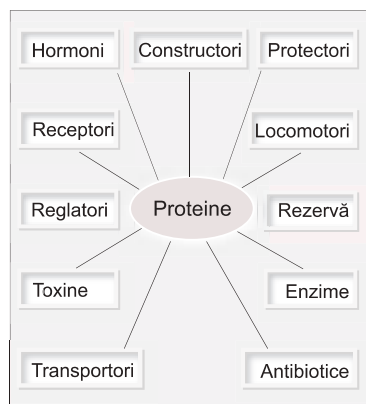 Hormoni
Constructori
Protectori
Receptori
Locomotori
Reglatori
Proteine
Rezervă
Toxine
Enzime
Transportori
Antibiotice